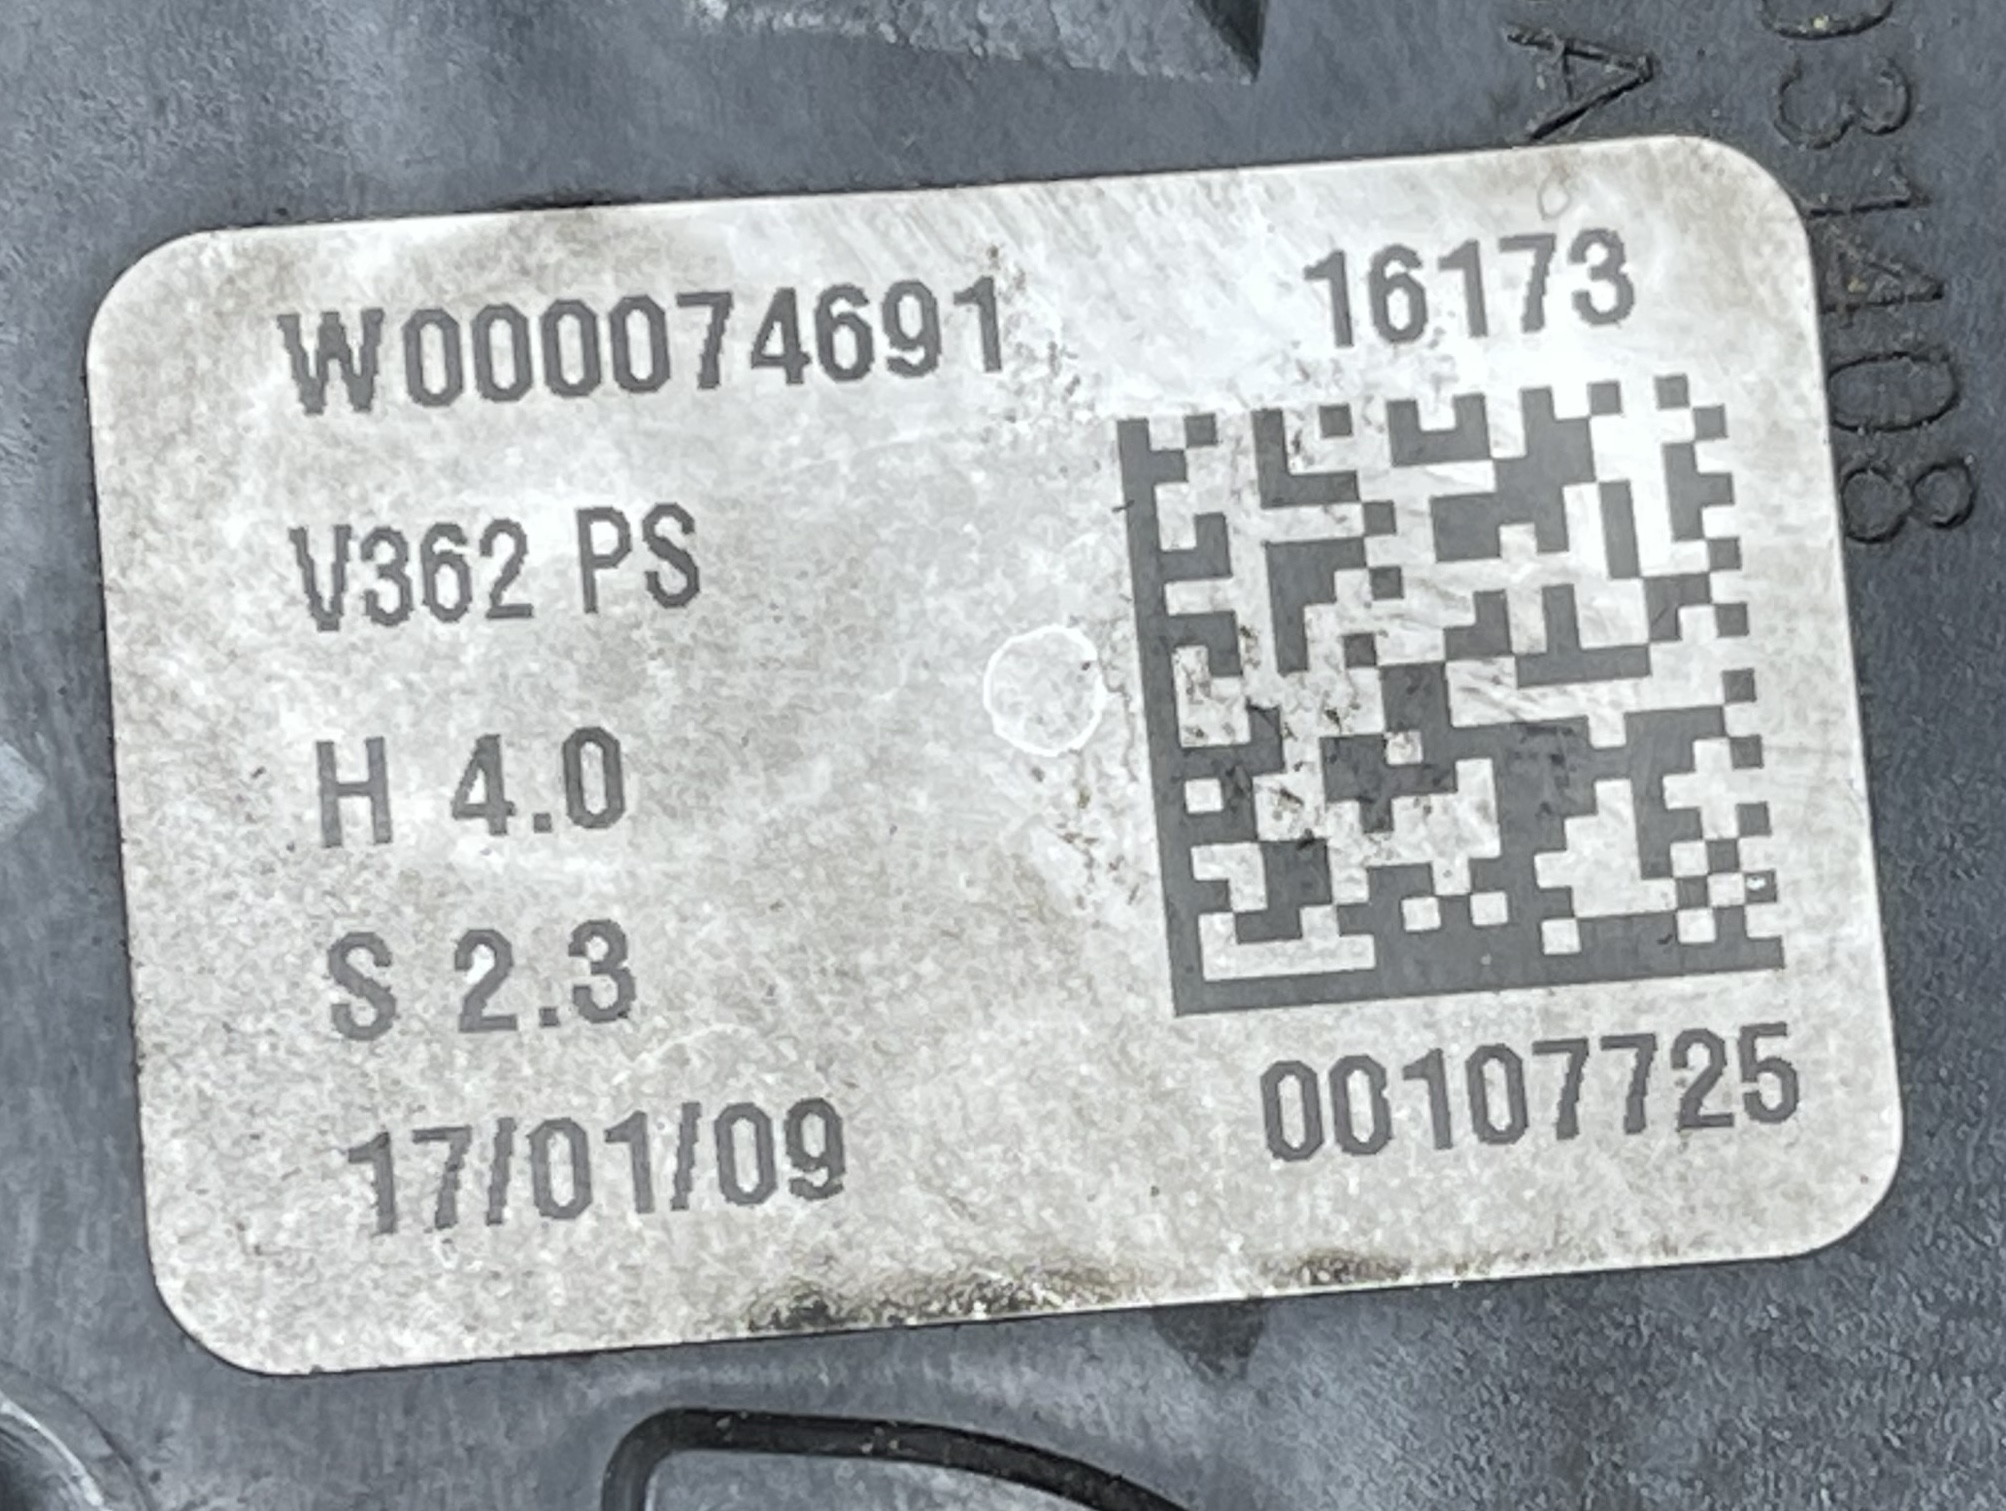 W000074691
16173
V362 PS
H 4.0
S 2.3
17/01/09
00107725
A